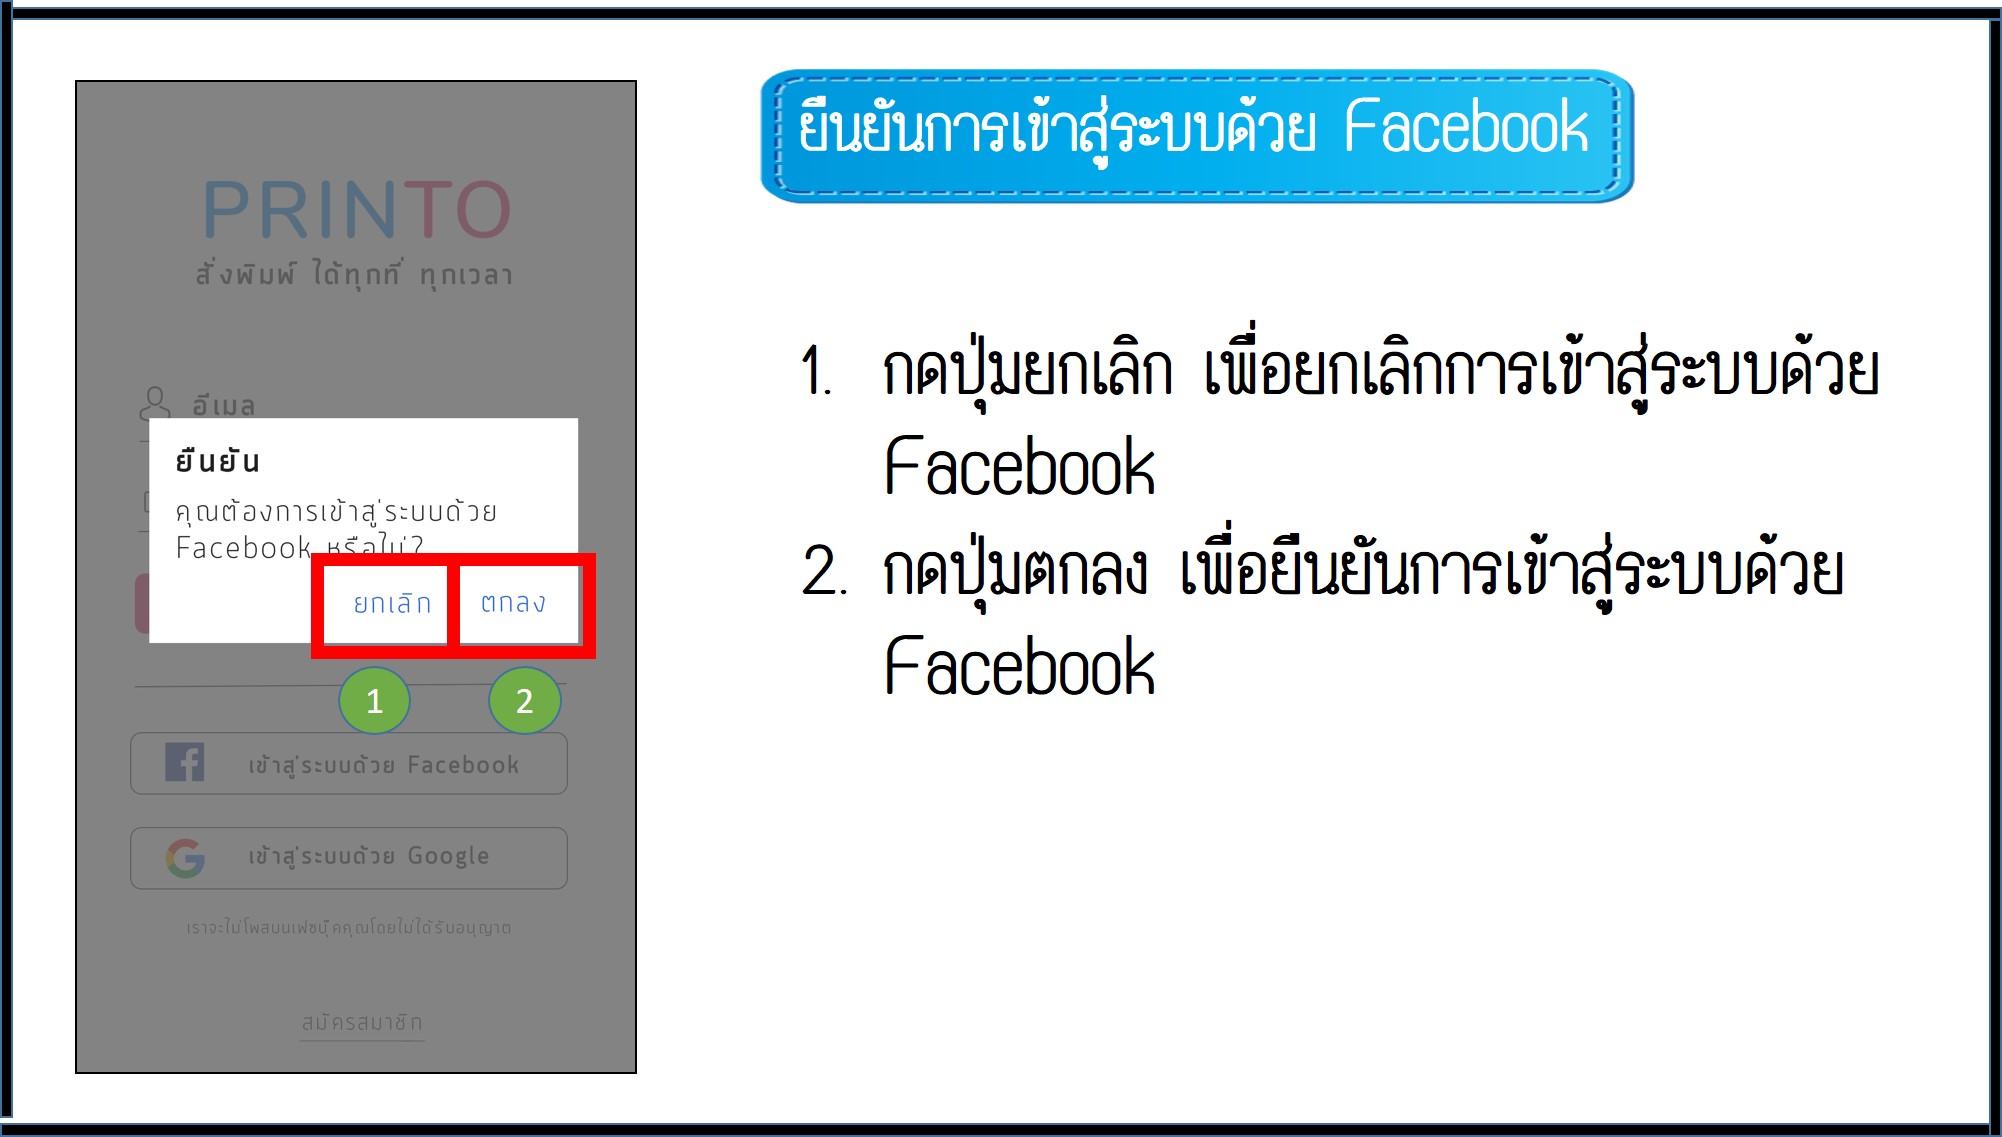 ยืนยันการเข้าสู่ระบบด้วย Facebook
PRINTO
สั่งพิมพ์ ได้ทุกที่ ทุกเวลา
อีเมล
ยืนยัน
คุณต้องการเข้าสู่ระบบด้วย
Facebook หรือไม่?
ยกเลิก ตกลง
1 2
เข้าสู่ระบบด้วย Facebook
เข้าสู่ระบบด้วย Google
เราจะไม่โพสบนเฟซบุ๊คคุณโดยไม่ได้รับอนุญาต
สมัครสมาชิก
1. กดปุ่มยกเลิก เพื่อยกเลิกการเข้าสู่ระบบด้วย
Facebook
2. กดปุ่มตกลง เพื่อยืนยันการเข้าสู่ระบบด้วย
Facebook